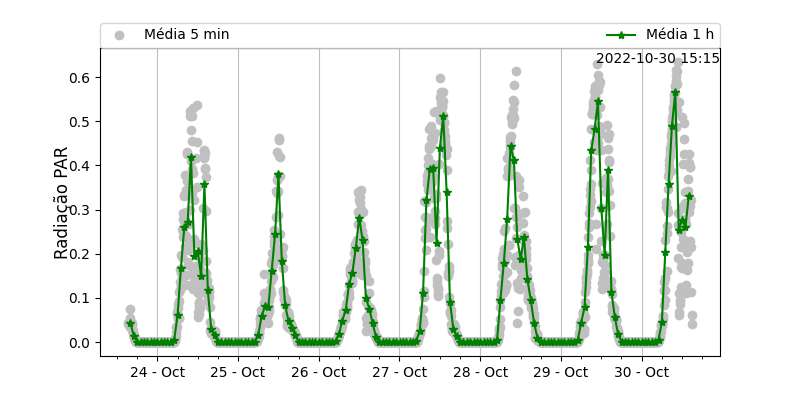 Média 5 min
Média 1 h
2022-10-30 15:15
Radiação PAR
0.6
0.5
0.4
0.3
0.2
0.1
0.0
24 - Oct
25 - Oct
26 - Oct
27 - Oct
28 - Oct
29 - Oct
30 - Oct